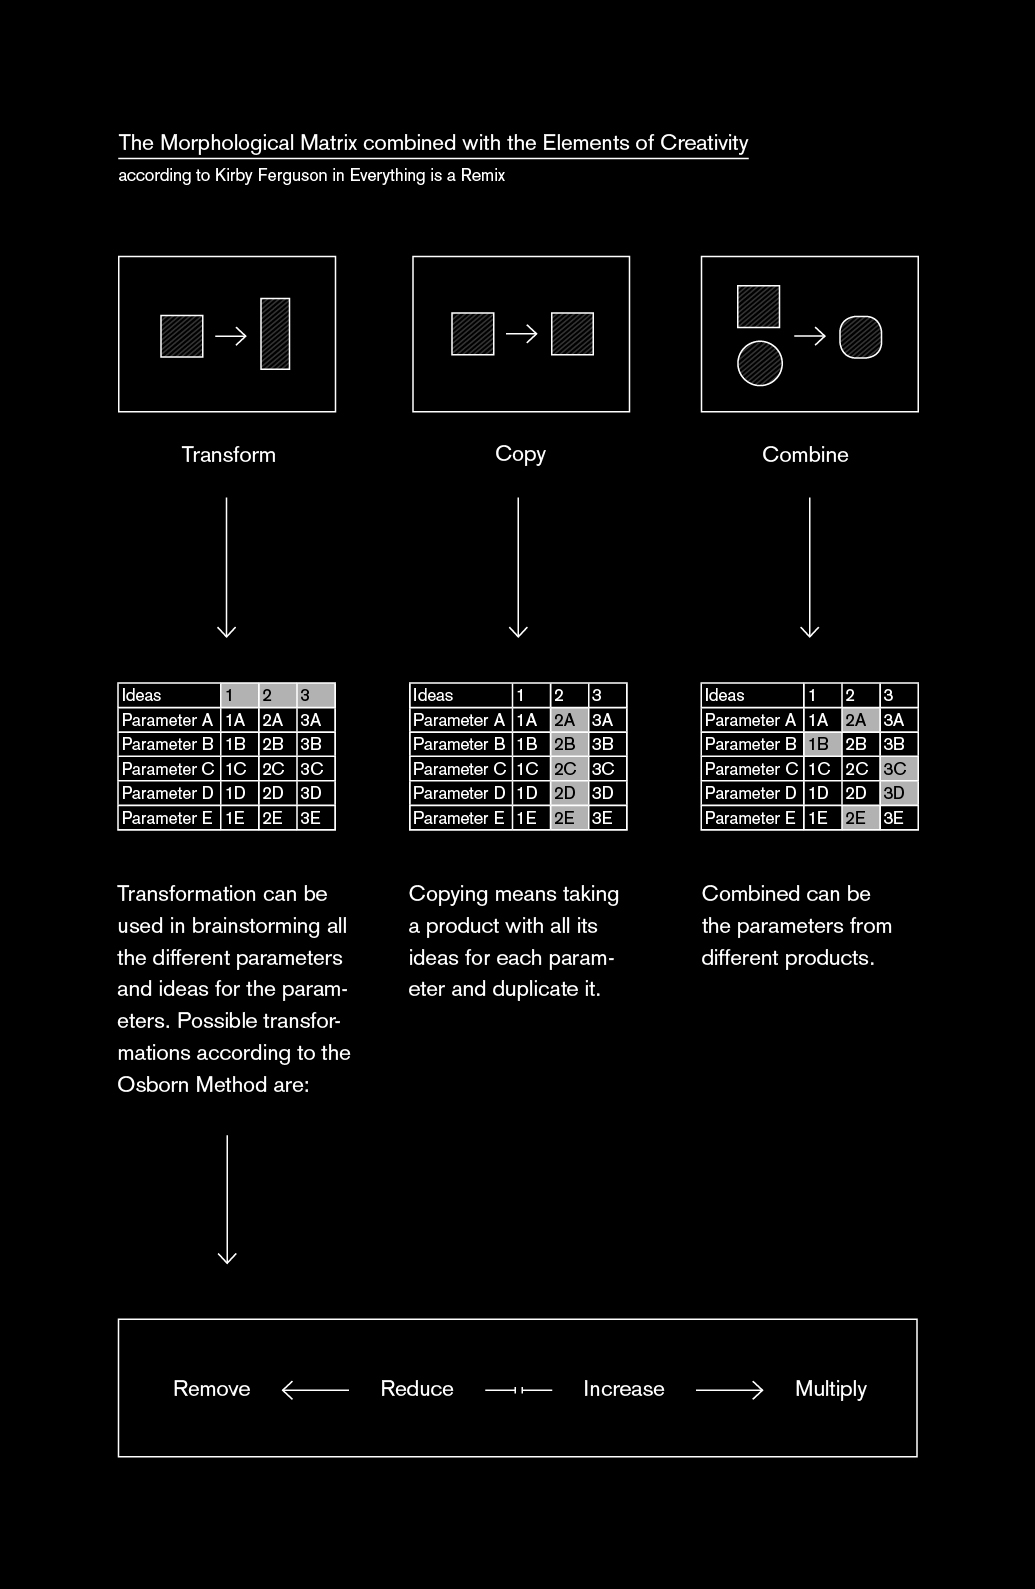 The Morphological Matrix combined with the Elements of Creativity
according to Kirby Ferguson in Everything is a Remix
Transform
Copy
Combine
Ideas 1 2 3
Parameter A 1A 2A 3A
Parameter B 1B 2B 3B
Parameter C 1C 2C 3C
Parameter D 1D 2D 3D
Parameter E 1E 2E 3E
Ideas 1 2 3
Parameter A 1A 2A 3A
Parameter B 1B 2B 3B
Parameter C 1C 2C 3C
Parameter D 1D 2D 3D
Parameter E 1E 2E 3E
Ideas 1 2 3
Parameter A 1A 2A 3A
Parameter B 1B 2B 3B
Parameter C 1C 2C 3C
Parameter D 1D 2D 3D
Parameter E 1E 2E 3E
Transformation can be
used in brainstorming all
the different parameters
and ideas for the param-
eters. Possible transfor-
mations according to the
Osborn Method are:
Copying means taking
a product with all its
ideas for each param-
eter and duplicate it.
Combined can be
the parameters from
different products.
Remove Reduce Increase Multiply